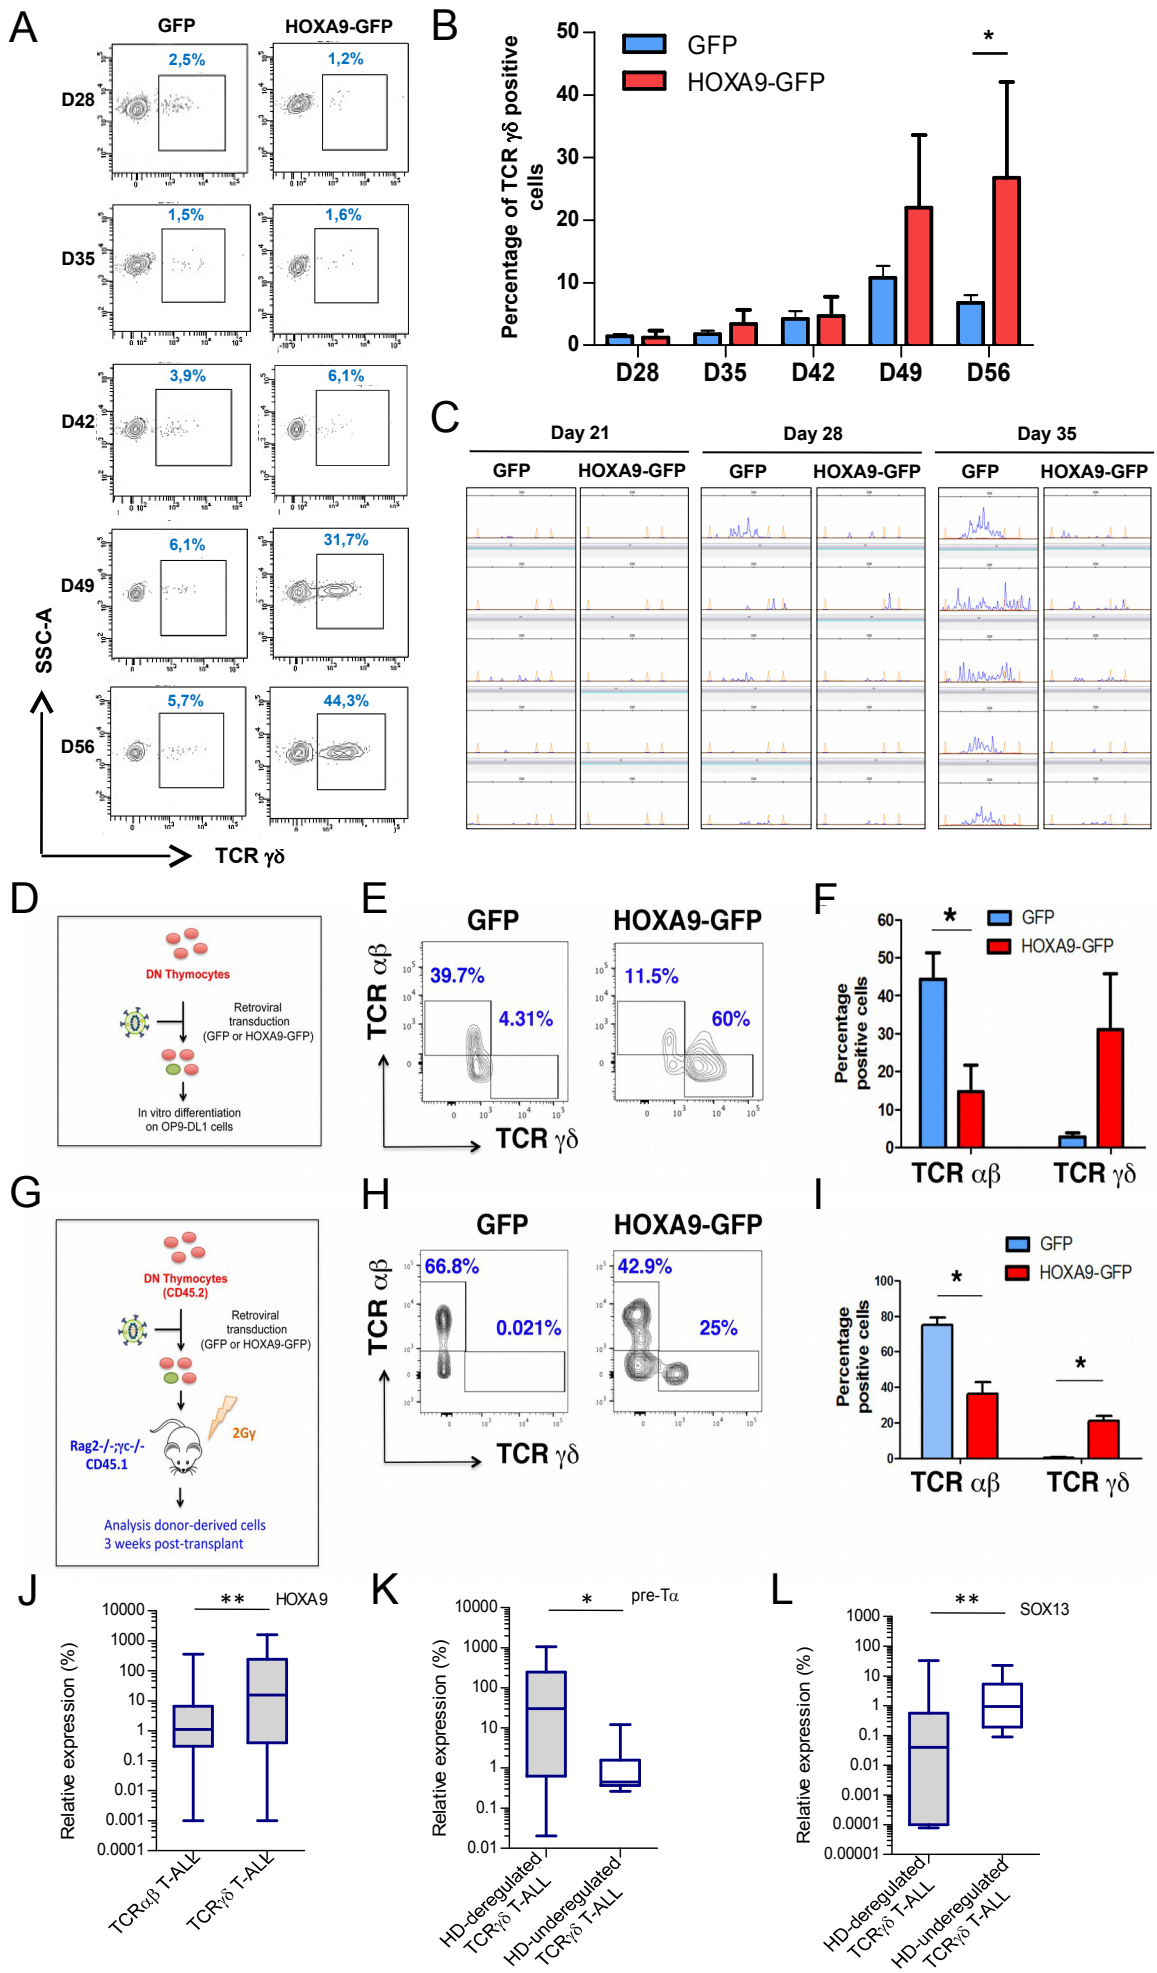 A
GFP
HOXA9-GFP
D28
2,5%
1,2%
D35
1,5%
1,6%
D42
3,9%
6,1%
D49
6,1%
31,7%
D56
5,7%
44,3%
SSC-A
TCR γδ
B
Percentage of TCR γδ positive
cells
50
40
30
20
10
0
GFP
HOXA9-GFP
*
D28
D35
D42
D49
D56
C
Day 21
Day 28
Day 35
GFP
HOXA9-GFP
GFP
HOXA9-GFP
GFP
HOXA9-GFP
D
DN Thymocytes
Retroviral
transduction
(GFP or HOXA9-GFP)
In vitro differentiation
on OP9-DL1 cells
E
GFP
HOXA9-GFP
TCR αβ
39.7%
4.31%
11.5%
60%
TCR γδ
F
Percentage
positive cells
60
50
40
30
20
10
0
*
GFP
HOXA9-GFP
TCR αβ
TCR γδ
G
DN Thymocytes
(CD45.2)
Retroviral
transduction
(GFP or HOXA9-GFP)
2Gy
Rag2-/-;γc-/-
CD45.1
Analysis donor-derived cells
3 weeks post-transplant
H
GFP
HOXA9-GFP
TCR αβ
66.8%
0.021%
42.9%
25%
TCR γδ
I
GFP
HOXA9-GFP
Percentage
positive cells
100
80
60
40
20
0
*
*
TCR αβ
TCR γδ
J
HOXA9
**
Relative expression (%)
10000
1000
100
10
1
0.1
0.01
0.001
0.0001
TCRαβ T-ALL
TCRγδ T-ALL
K
pre-Tα
*
Relative expression (%)
10000
1000
100
10
1
0.1
0.01
HD-deregulated
TCRγδ T-ALL
HD-underegulated
TCRγδ T-ALL
L
SOX13
**
Relative expression (%)
1000
100
10
1
0.1
0.01
0.001
0.0001
0.00001
HD-deregulated
TCRγδ T-ALL
HD-underegulated
TCRγδ T-ALL